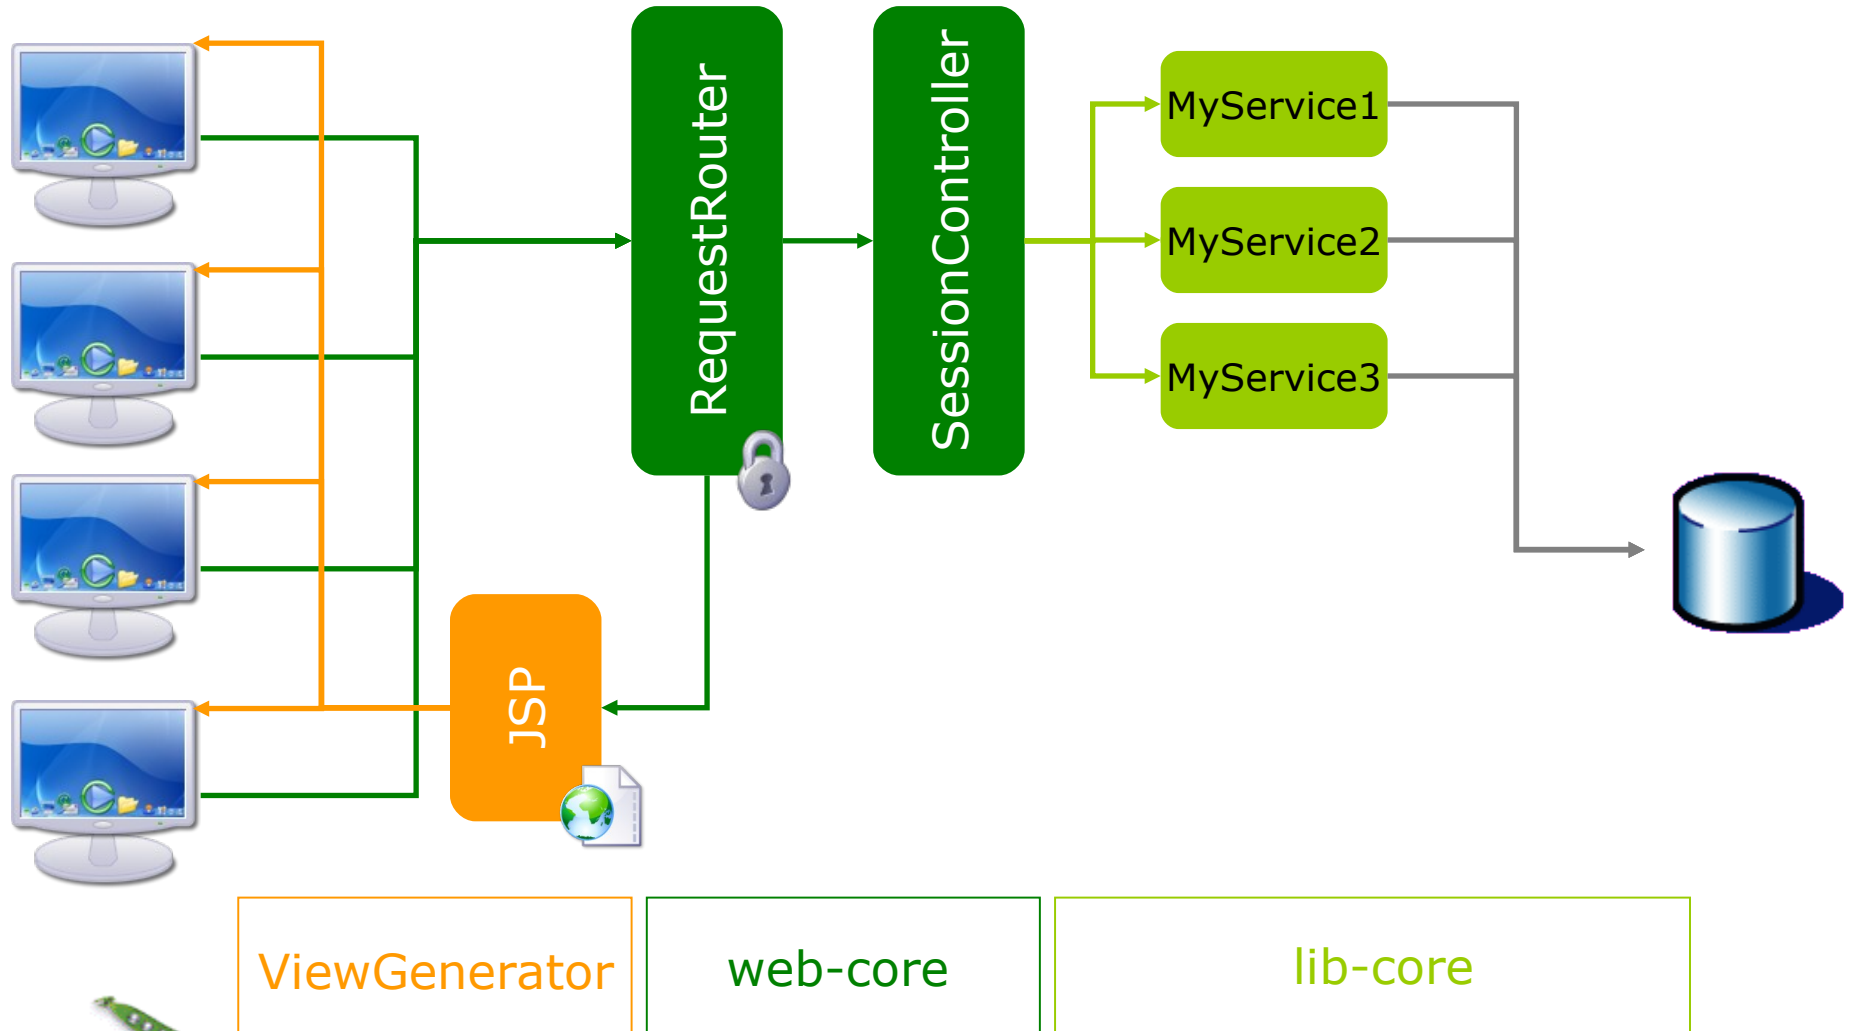 RequestRouter
SessionController
MyService1
MyService2
MyService3
JSP
ViewGenerator
web-core
lib-core